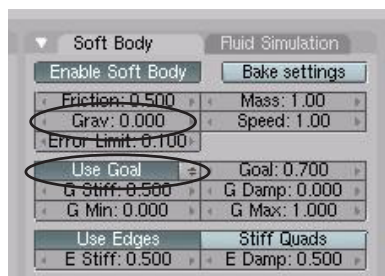 Soft Body Fluid Simulation
Enable Soft Body Bake settings
Friction: 0.500 Mass: 1.00
Grav: 0.000 Speed: 1.00
Error Limit: 0.100
Use Goal Goal: 0.700
G Stiff: 0.500 G Damp: 0.000
G Min: 0.000 G Max: 1.000
Use Edges Stiff Quads
E Stiff: 0.500 E Damp: 0.500